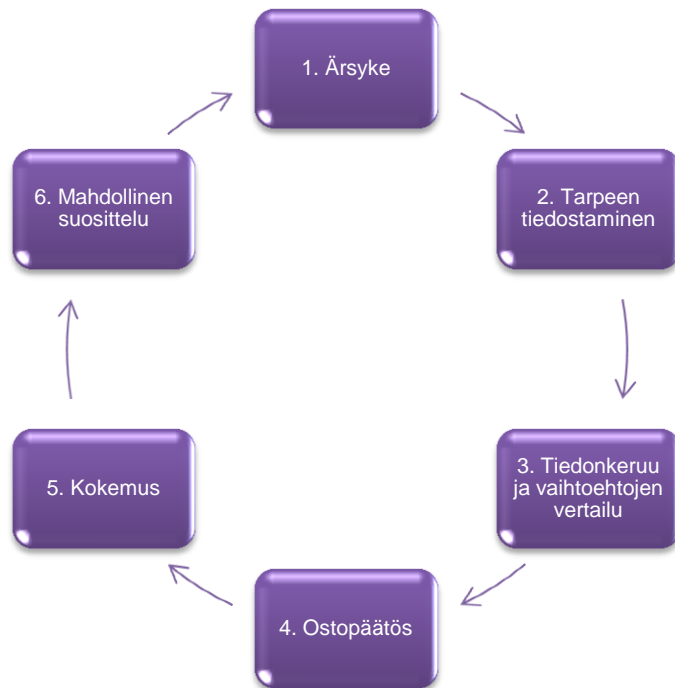 1. Ärsyke
2. Tarpeen
tiedostaminen
3. Tiedonkeruu
ja vaihtoehtojen
vertailu
4. Ostopäätös
5. Kokemus
6. Mahdollinen
suosittelu